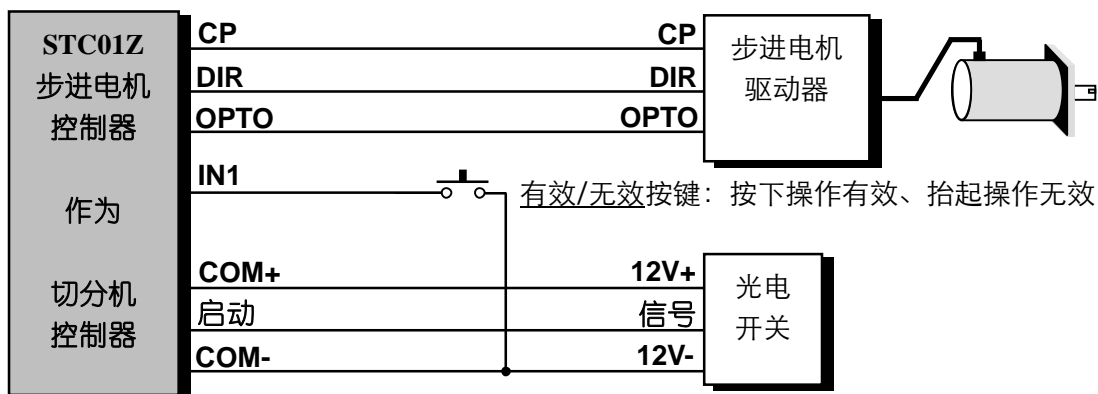 STC01Z
步进电机
控制器
作为
切分机
控制器
CP
CP
DIR
DIR
OPTO
OPTO
步进电机
驱动器
IN1
有效/无效按键：按下操作有效、抬起操作无效
COM+
12V+
启动
信号
COM-
12V-
光电
开关